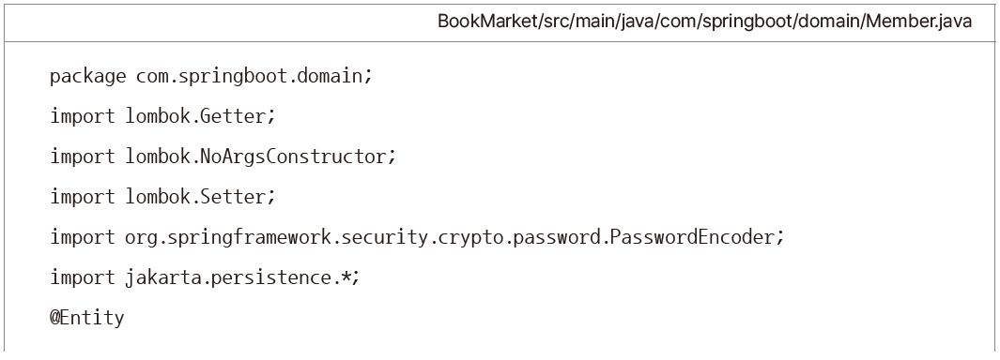 BookMarket/src/main/java/com/springboot/domain/Member.java
package com.springboot.domain;
import lombok.Getter;
import lombok.NoArgsConstructor;
import lombok.Setter;
import org.springframework.security.crypto.password.PasswordEncoder;
import jakarta.persistence.*;
@Entity